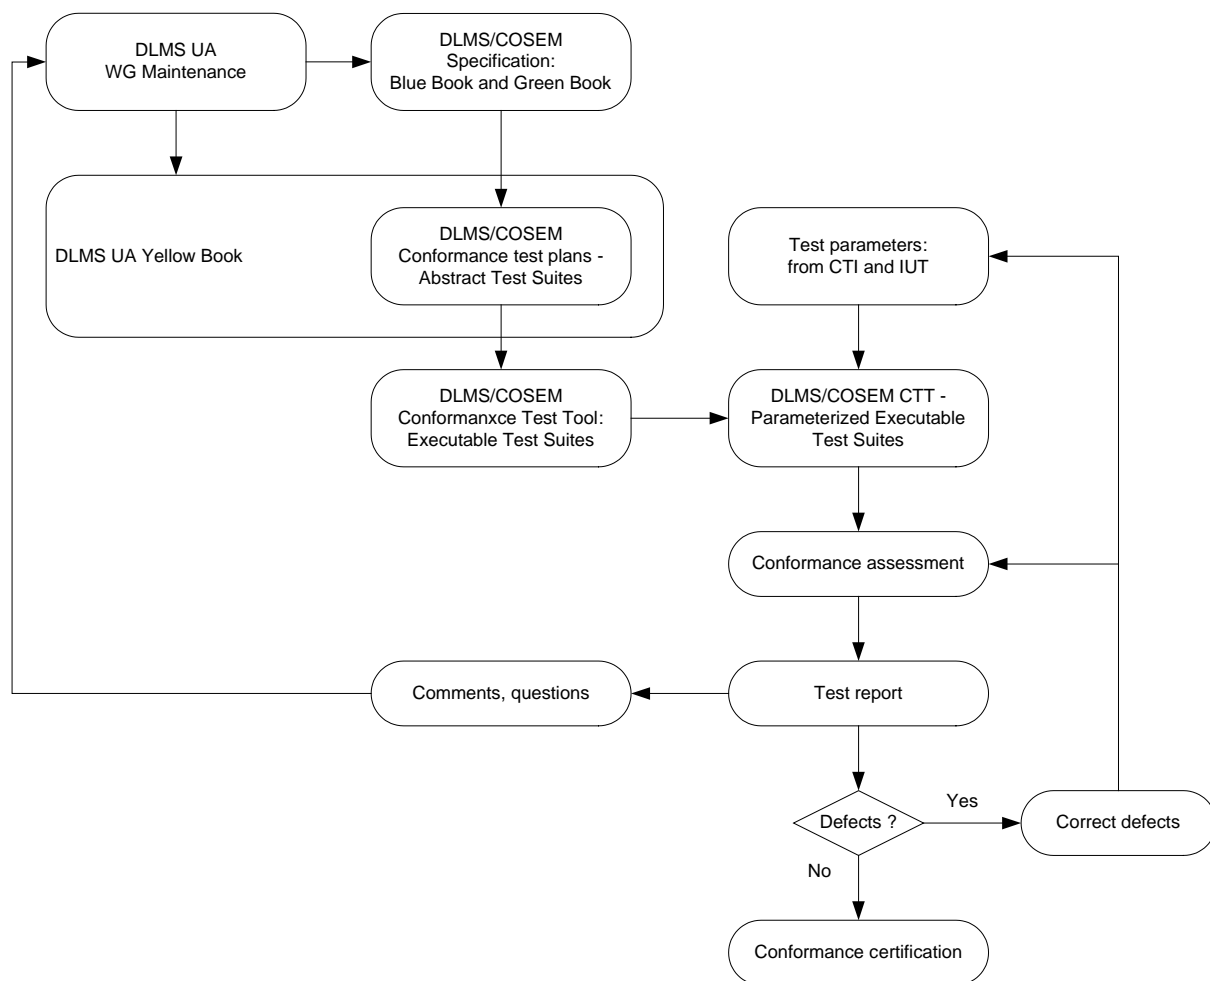 DLMS UA
WG Maintenance
DLMS/COSEM
Specification:
Blue Book and Green Book
DLMS UA Yellow Book
DLMS/COSEM
Conformance test plans -
Abstract Test Suites
Test parameters:
from CTI and IUT
DLMS/COSEM
Conformanxce Test Tool:
Executable Test Suites
DLMS/COSEM CTT -
Parameterized Executable
Test Suites
Conformance assessment
Comments, questions
Test report
Defects ?
Yes
Correct defects
No
Conformance certification